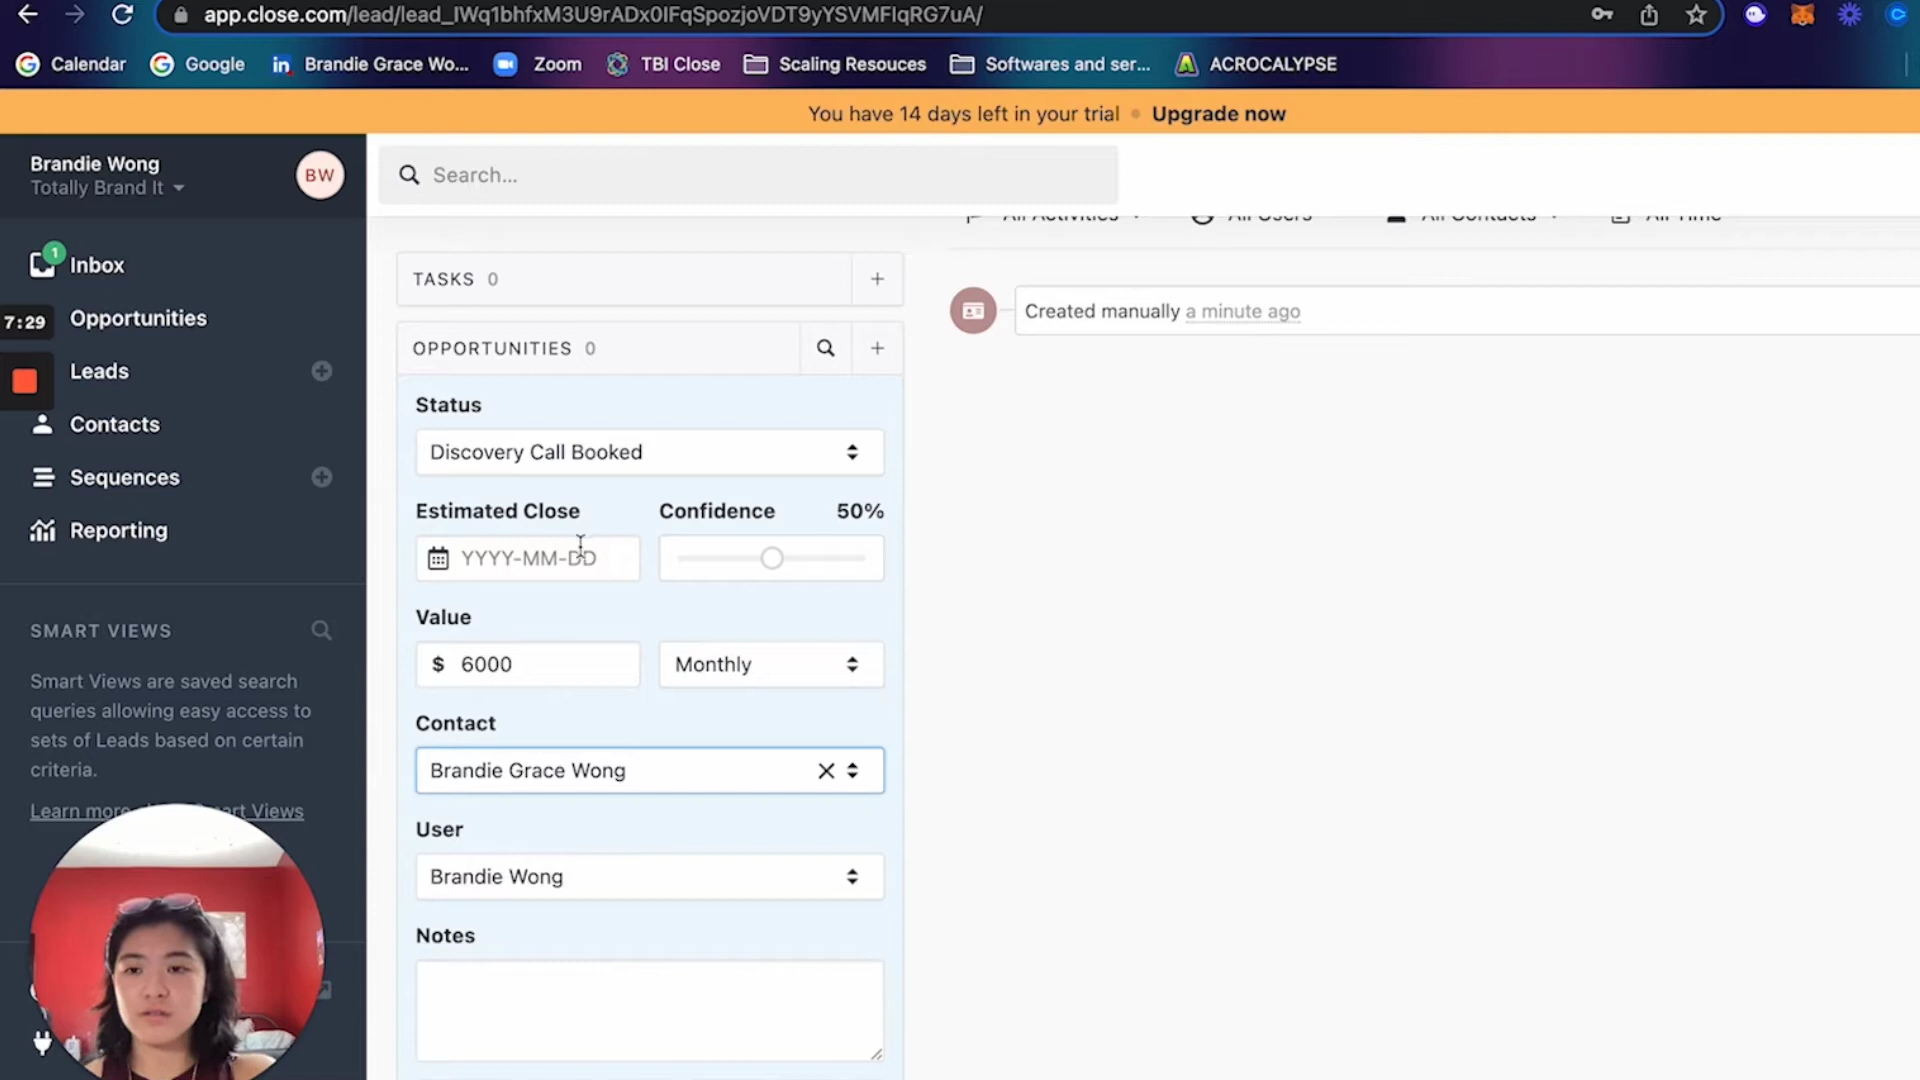 app.close.com/lead/lead_IWq1bhfxM3U9rADx0IFqSpozjoVDT9yYSVMFIqRG7uA/
Calendar
Google
Brandie Grace Wo...
Zoom
TBI Close
Scaling Resouces
Softwares and ser...
ACROCALYPSE
You have 14 days left in your trial
Upgrade now
Brandie Wong
Totally Brand It
BW
Search...
All Activities
All Users
All Contacts
All Time
1
Inbox
7:29
Opportunities
Leads
Contacts
Sequences
Reporting
SMART VIEWS
Smart Views are saved search
queries allowing easy access to
sets of Leads based on certain
criteria.
Learn more Smart Views
TASKS 0
OPPORTUNITIES 0
Status
Discovery Call Booked
Estimated Close
Confidence 50%
YYYY-MM-DD
Value
$ 6000
Monthly
Contact
Brandie Grace Wong
User
Brandie Wong
Notes
Created manually a minute ago